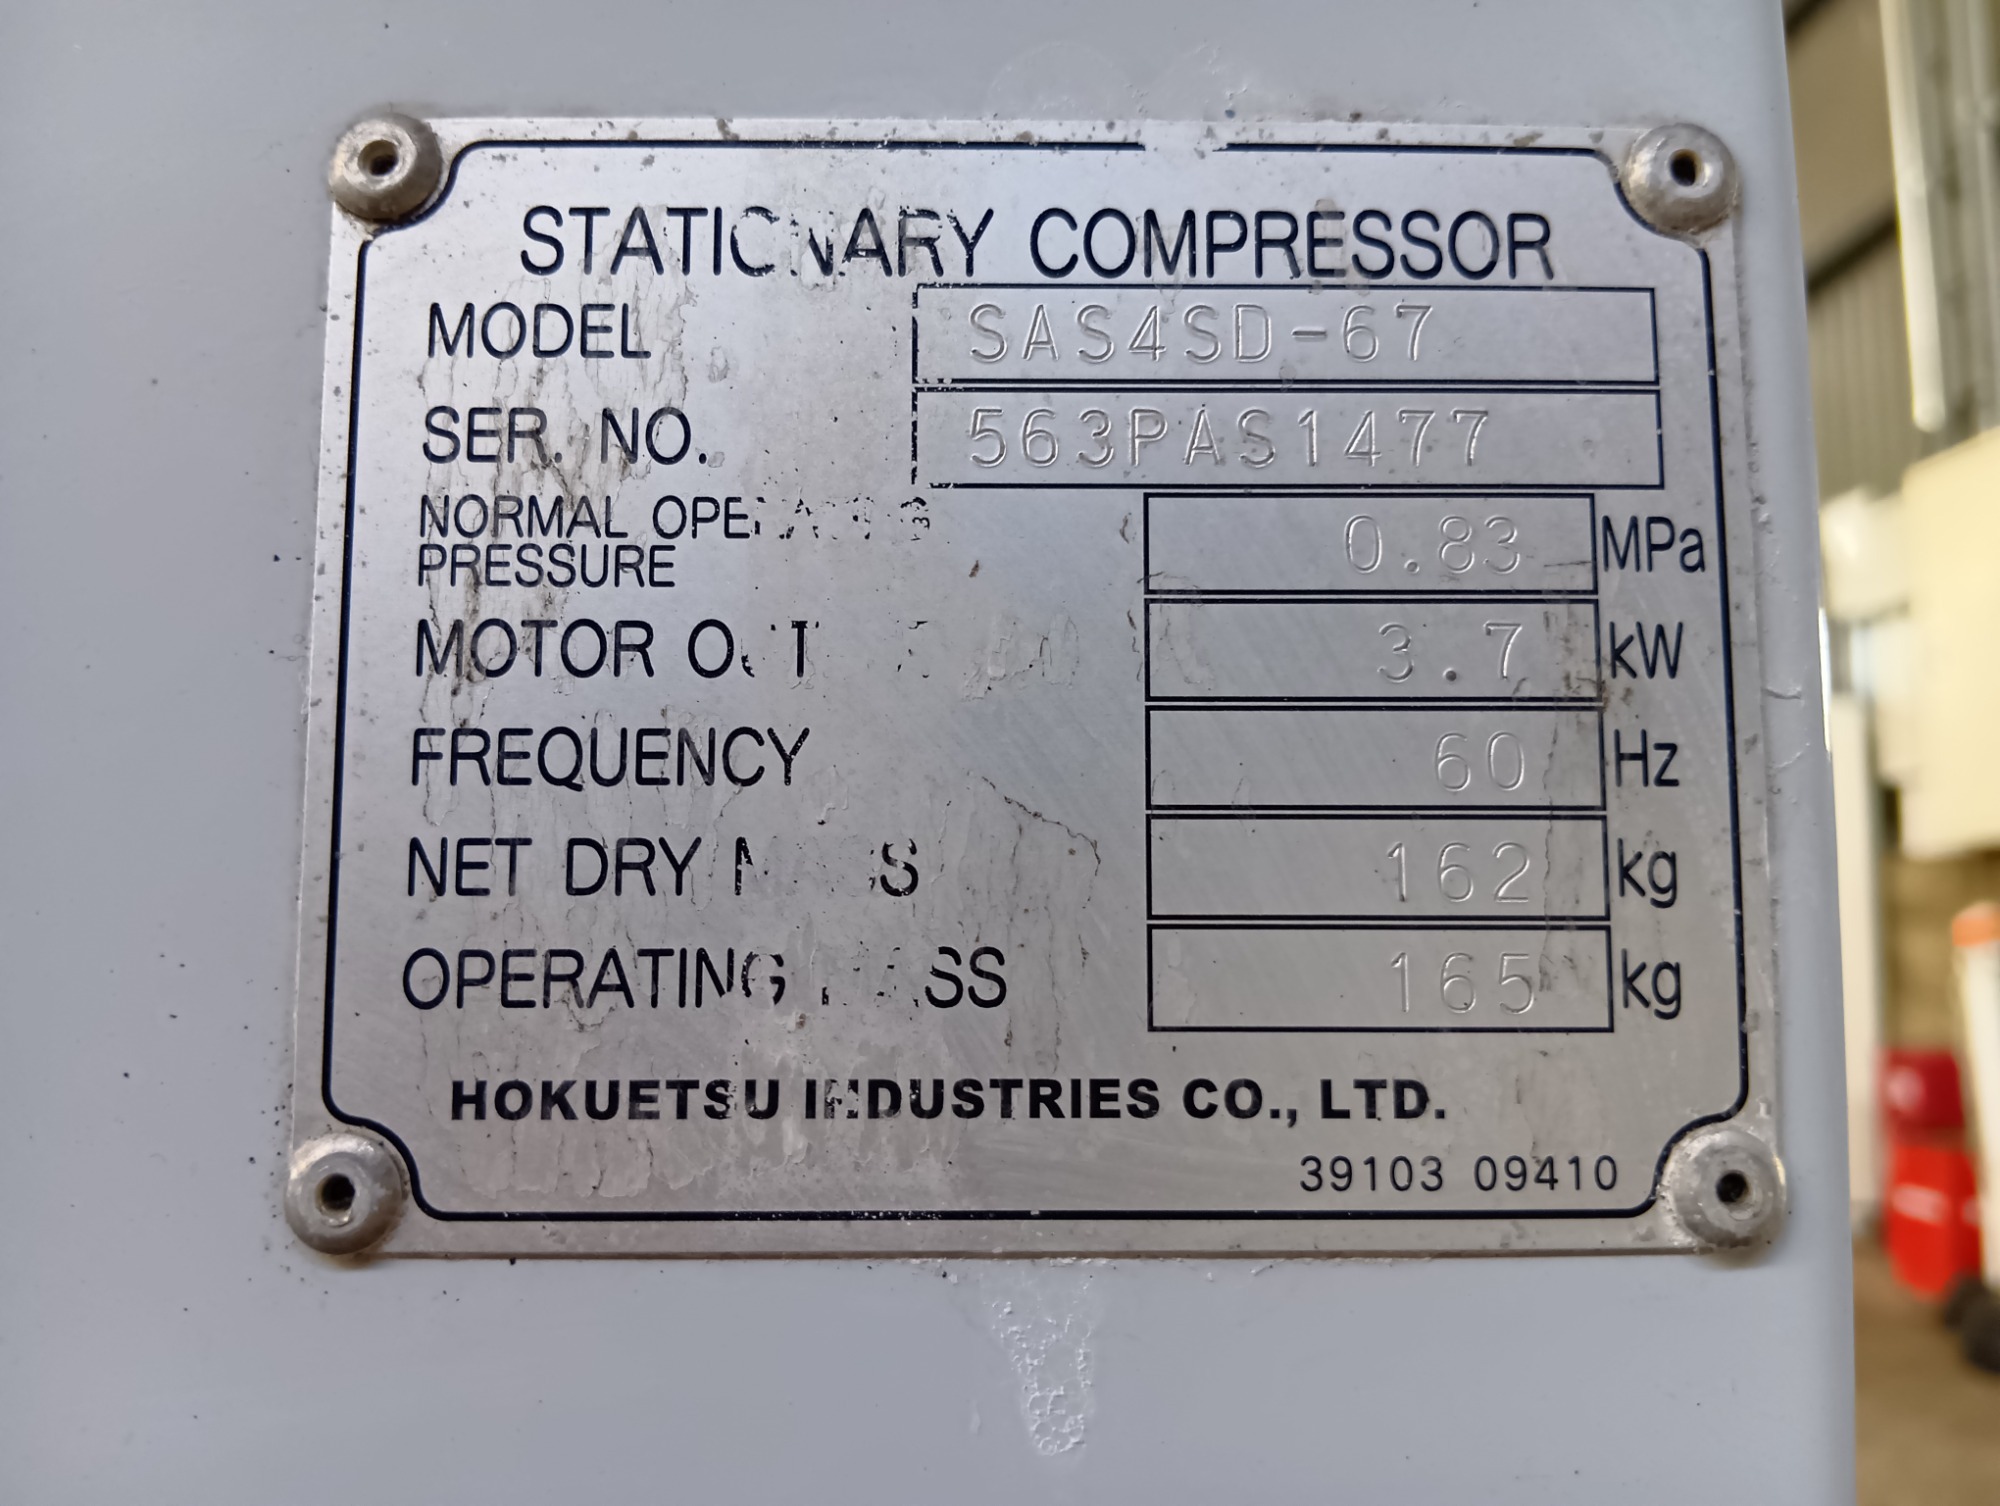 STATIONARY COMPRESSOR
MODEL SAS4SD-67
SER. NO. 563PAS1477
NORMAL OPERATING
PRESSURE 0.83 MPa
MOTOR 3.7 kW
FREQUENCY 60 Hz
NET DRY MASS 162 kg
OPERATING MASS 165 kg
HOKUETSU INDUSTRIES CO., LTD.
39103 09410